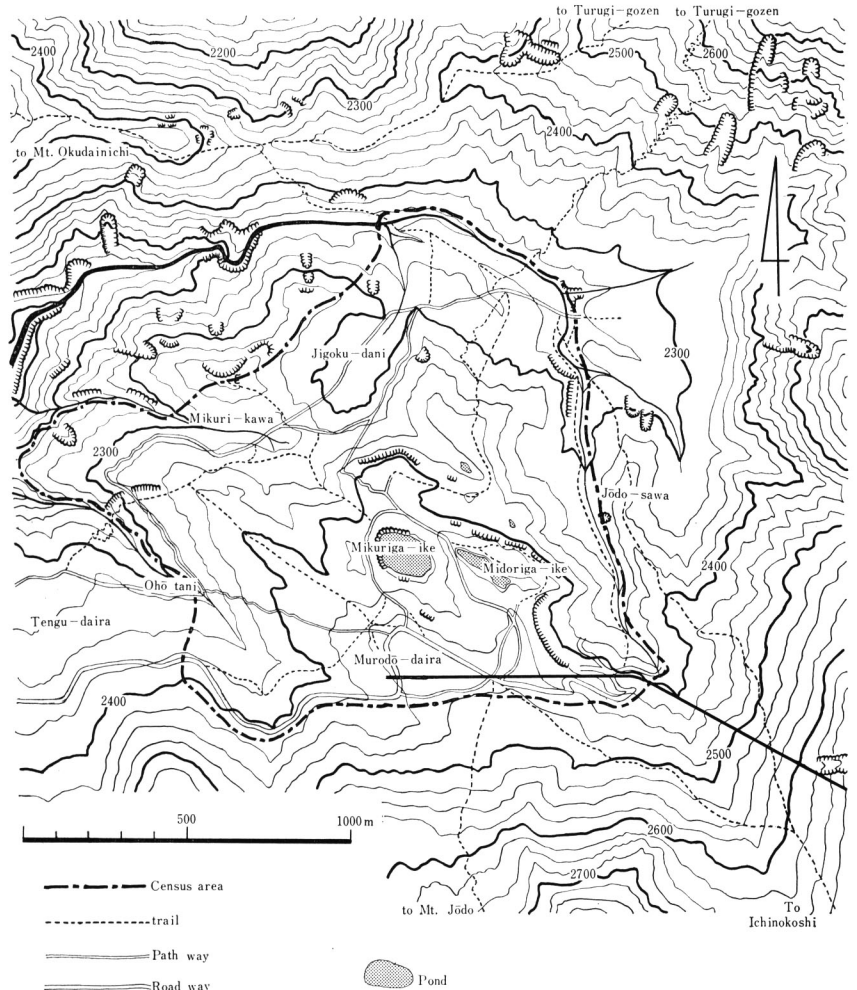 to Turugi-gozen
to Turugi-gozen
2400
2200
2500
2600
2300
2400
to Mt. Okudainichi
Jigoku-dani
2300
Mikuri-kawa
2300
Jōdo-sawa
Mikuriga-ike
Midoriga-ike
2400
Ohō tani
Tengu-daira
Murodō-daira
2400
2500
500
1000 m
2600
2700
Census area
to Mt. Jōdo
To
Ichinokoshi
trail
Path way
Pond
Road way